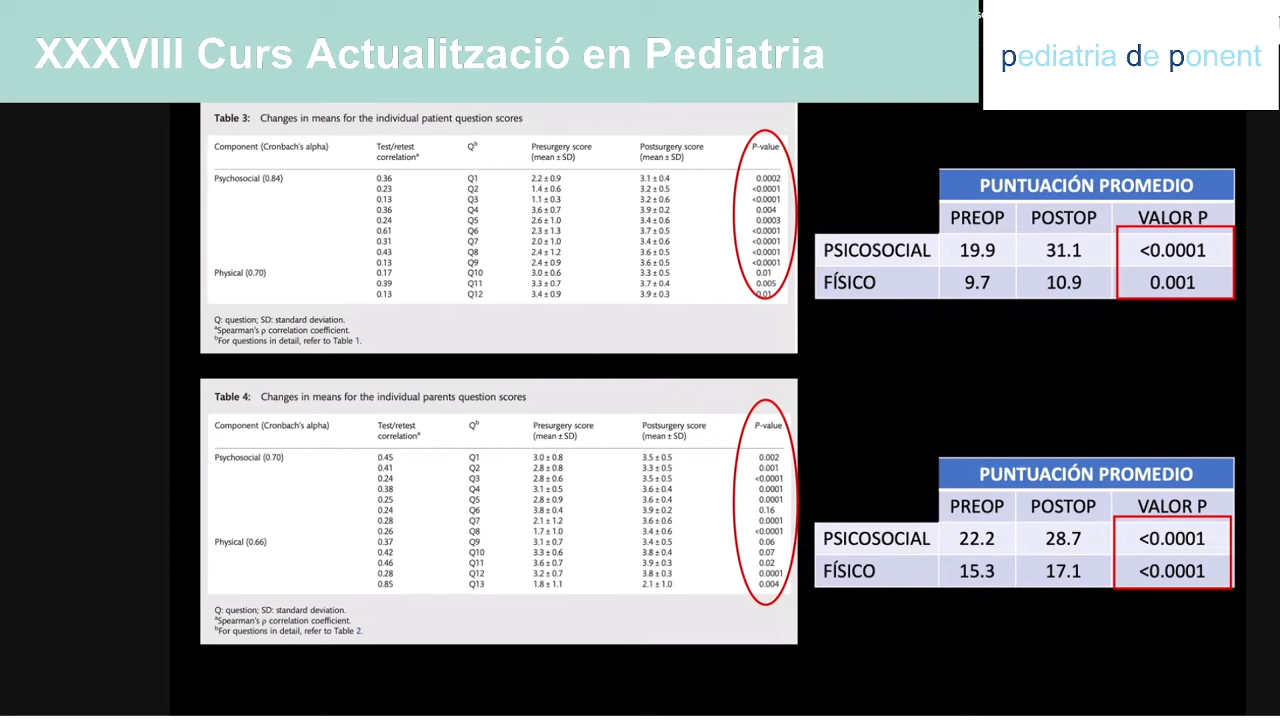 XXXVIII Curs Actualització en Pediatria
pediatria de ponent
Table 3: Changes in means for the individual patient question scores
Component (Cronbach's alpha) Test/retest correlationᵃ Qᵇ Presurgery score (mean ± SD) Postsurgery score (mean ± SD) P-value
Psychosocial (0.84) 0.36 Q1 2.2 ± 0.9 3.1 ± 0.4 0.0002
0.23 Q2 1.4 ± 0.6 3.2 ± 0.5 <0.0001
0.13 Q3 1.1 ± 0.3 3.2 ± 0.6 <0.0001
0.36 Q4 3.6 ± 0.7 3.9 ± 0.2 0.004
0.24 Q5 2.6 ± 1.0 3.4 ± 0.6 0.0003
0.61 Q6 2.3 ± 1.3 3.7 ± 0.5 <0.0001
0.31 Q7 2.0 ± 1.0 3.4 ± 0.6 <0.0001
0.43 Q8 2.4 ± 1.2 3.6 ± 0.5 <0.0001
0.13 Q9 2.4 ± 0.9 3.6 ± 0.5 <0.0001
Physical (0.70) 0.17 Q10 3.0 ± 0.6 3.3 ± 0.5 0.01
0.39 Q11 3.3 ± 0.7 3.7 ± 0.4 0.005
0.13 Q12 3.4 ± 0.9 3.9 ± 0.3 0.01
Q: question; SD: standard deviation.
ᵃSpearman's ρ correlation coefficient.
ᵇFor questions in detail, refer to Table 1.
PUNTUACIÓN PROMEDIO
PREOP POSTOP VALOR P
PSICOSOCIAL 19.9 31.1 <0.0001
FÍSICO 9.7 10.9 0.001
Table 4: Changes in means for the individual parents question scores
Component (Cronbach's alpha) Test/retest correlationᵃ Qᵇ Presurgery score (mean ± SD) Postsurgery score (mean ± SD) P-value
Psychosocial (0.70) 0.45 Q1 3.0 ± 0.8 3.5 ± 0.5 0.002
0.41 Q2 2.8 ± 0.8 3.3 ± 0.5 0.001
0.24 Q3 2.8 ± 0.6 3.5 ± 0.5 <0.0001
0.38 Q4 3.1 ± 0.5 3.6 ± 0.4 0.0001
0.25 Q5 2.8 ± 0.9 3.6 ± 0.4 0.0001
0.24 Q6 3.8 ± 0.4 3.9 ± 0.2 0.16
0.28 Q7 2.1 ± 1.2 3.6 ± 0.6 0.0001
0.26 Q8 1.7 ± 1.0 3.4 ± 0.6 <0.0001
Physical (0.66) 0.37 Q9 3.1 ± 0.7 3.4 ± 0.5 0.06
0.42 Q10 3.3 ± 0.6 3.8 ± 0.4 0.07
0.46 Q11 3.6 ± 0.7 3.9 ± 0.3 0.02
0.28 Q12 3.2 ± 0.7 3.8 ± 0.3 0.0001
0.85 Q13 1.8 ± 1.1 2.1 ± 1.0 0.004
Q: question; SD: standard deviation.
ᵃSpearman's ρ correlation coefficient.
ᵇFor questions in detail, refer to Table 2.
PUNTUACIÓN PROMEDIO
PREOP POSTOP VALOR P
PSICOSOCIAL 22.2 28.7 <0.0001
FÍSICO 15.3 17.1 <0.0001